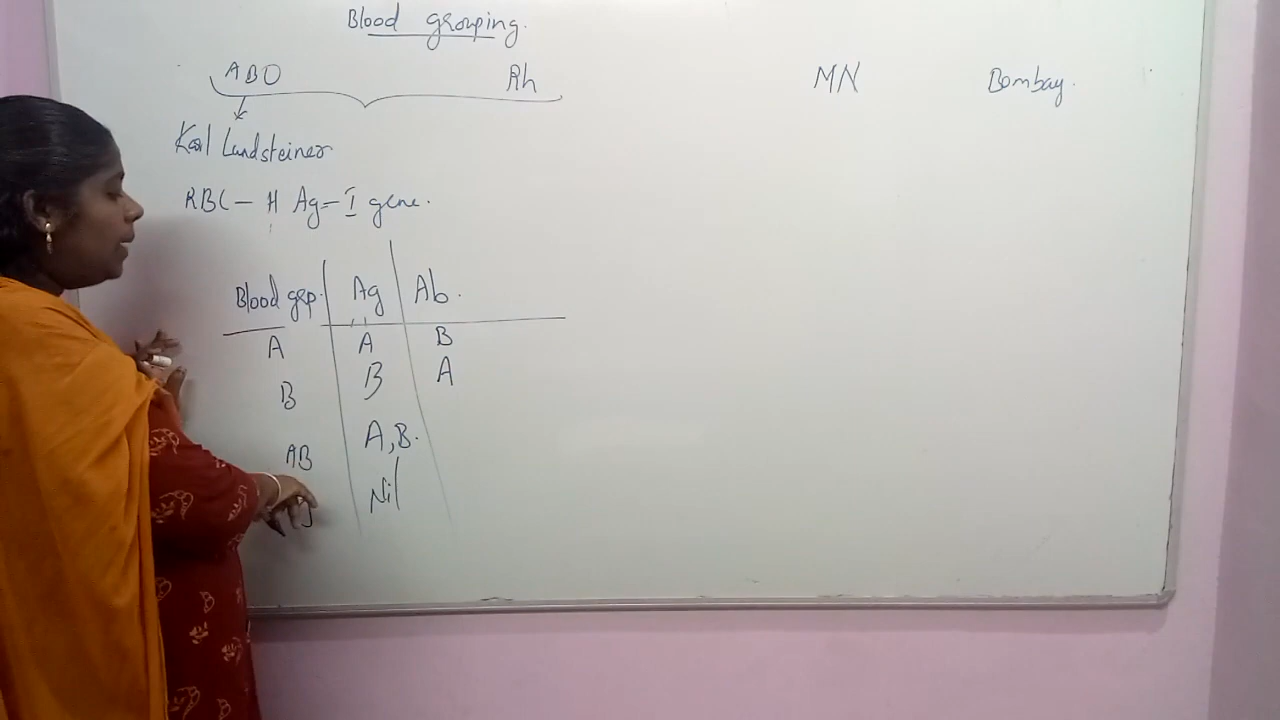 Blood grouping.
ABO Rh MN Bombay.
Karl Landsteiner
RBC – H Ag – I gene.
Blood grp. Ag Ab.
A A B
B B A
AB A,B.
Nil